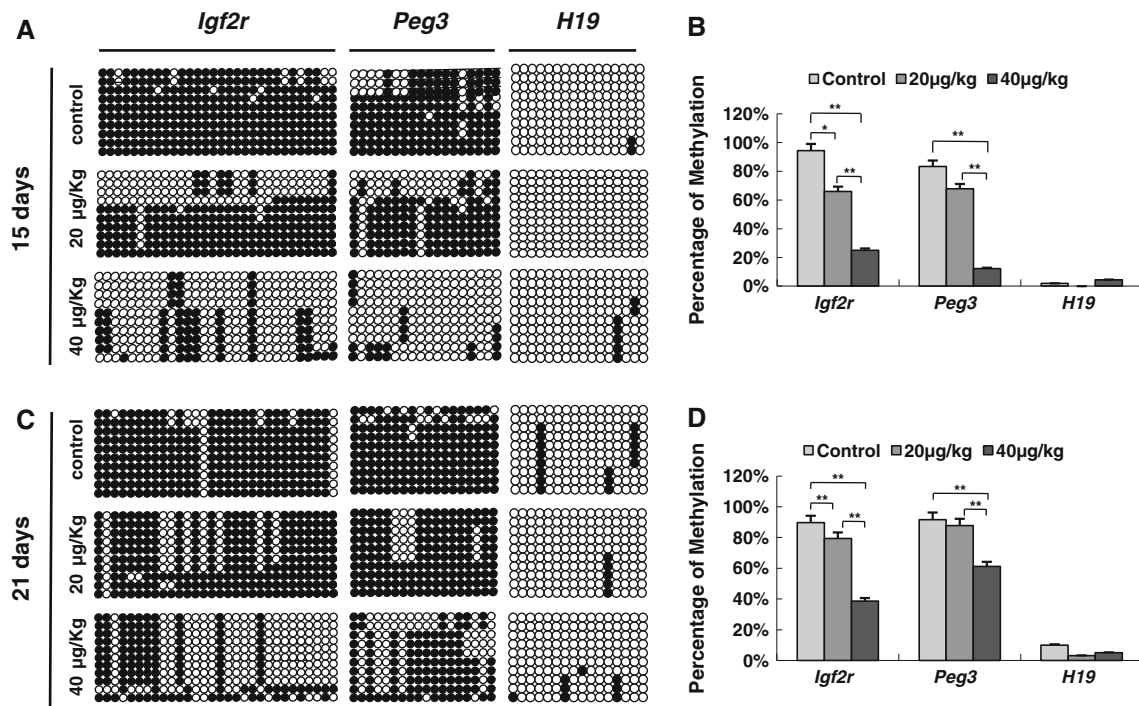 A
Igf2r
Peg3
H19
15 days
control
20 µg/Kg
40 µg/Kg
B
Control 20µg/kg 40µg/kg
Percentage of Methylation
120%
100%
80%
60%
40%
20%
0%
**
*
**
**
**
Igf2r Peg3 H19
C
21 days
control
20 µg/Kg
40 µg/Kg
D
Control 20µg/kg 40µg/kg
Percentage of Methylation
120%
100%
80%
60%
40%
20%
0%
**
**
**
**
**
Igf2r Peg3 H19